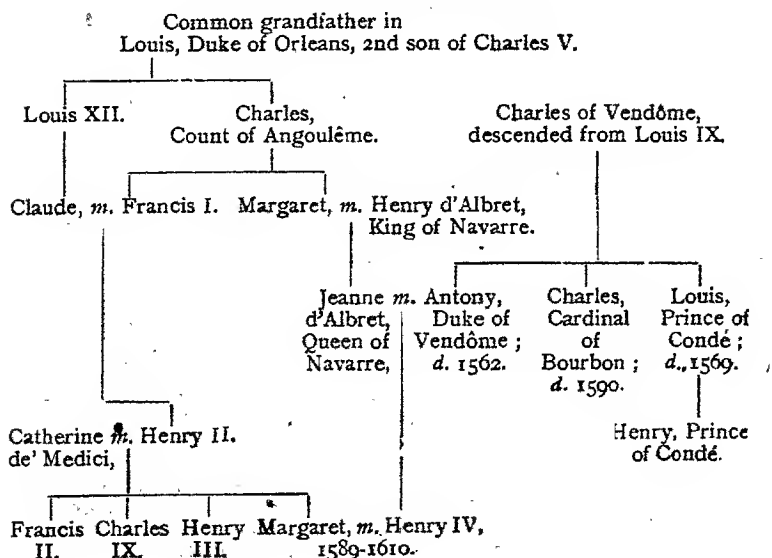 Common grandfather in
Louis, Duke of Orleans, 2nd son of Charles V.
Louis XII.
Charles,
Count of Angoulême.
Charles of Vendôme,
descended from Louis IX.
Claude, m. Francis I.
Margaret, m. Henry d'Albret,
King of Navarre.
Jeanne m. Antony,
d'Albret, Duke of
Queen of Vendôme ;
Navarre, d. 1562.
Charles,
Cardinal
of
Bourbon ;
d. 1590.
Louis,
Prince of
Condé ;
d. 1569.
Henry, Prince
of Condé.
Catherine m. Henry II.
de' Medici,
Francis
II.
Charles
IX.
Henry
III.
Margaret, m. Henry IV,
1589-1610.